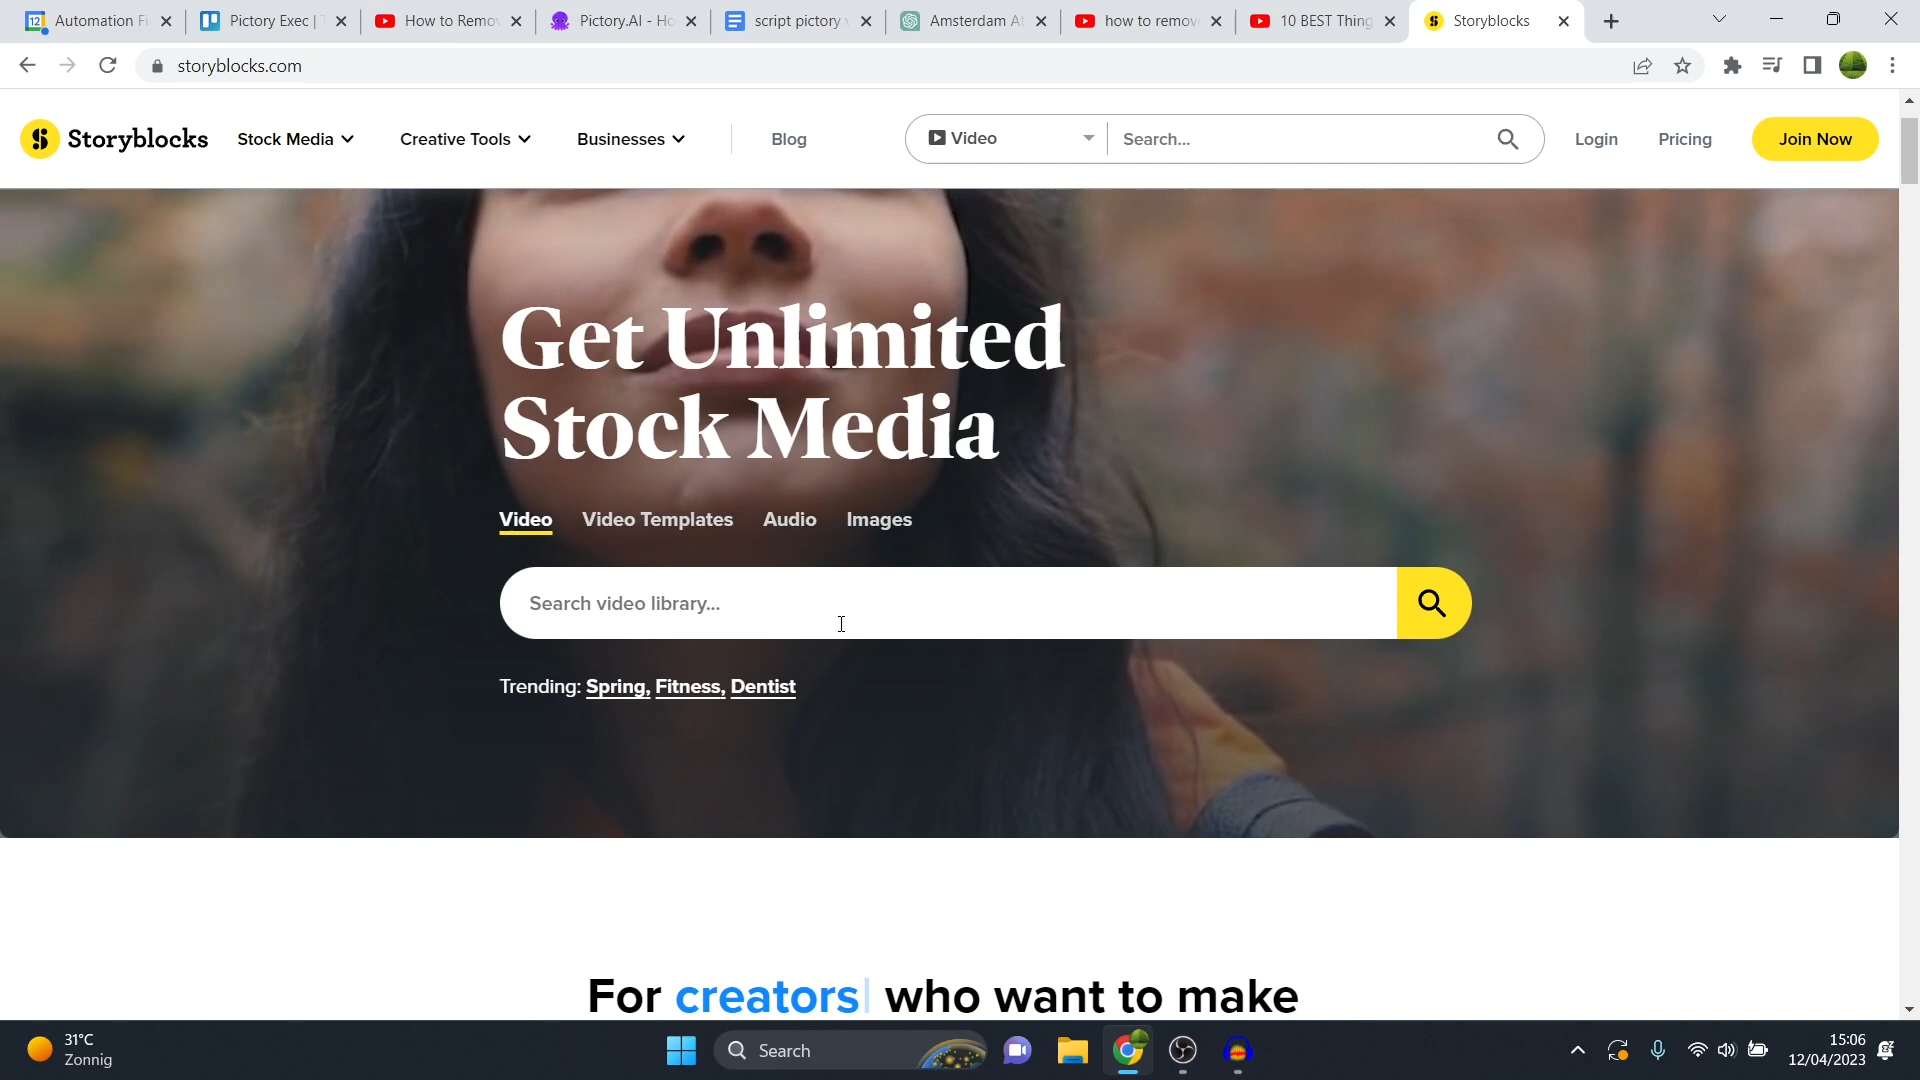 12 Automation Fi
Pictory Exec | T
How to Remov
Pictory.AI - Ho
script pictory v
Amsterdam At
how to remov
10 BEST Thing
Storyblocks
storyblocks.com
Storyblocks
Stock Media
Creative Tools
Businesses
Blog
Video
Search...
Login
Pricing
Join Now
Get Unlimited
Stock Media
Video Video Templates Audio Images
Search video library...
Trending: Spring, Fitness, Dentist
For creators who want to make
31°C
Zonnig
Search
15:06
12/04/2023